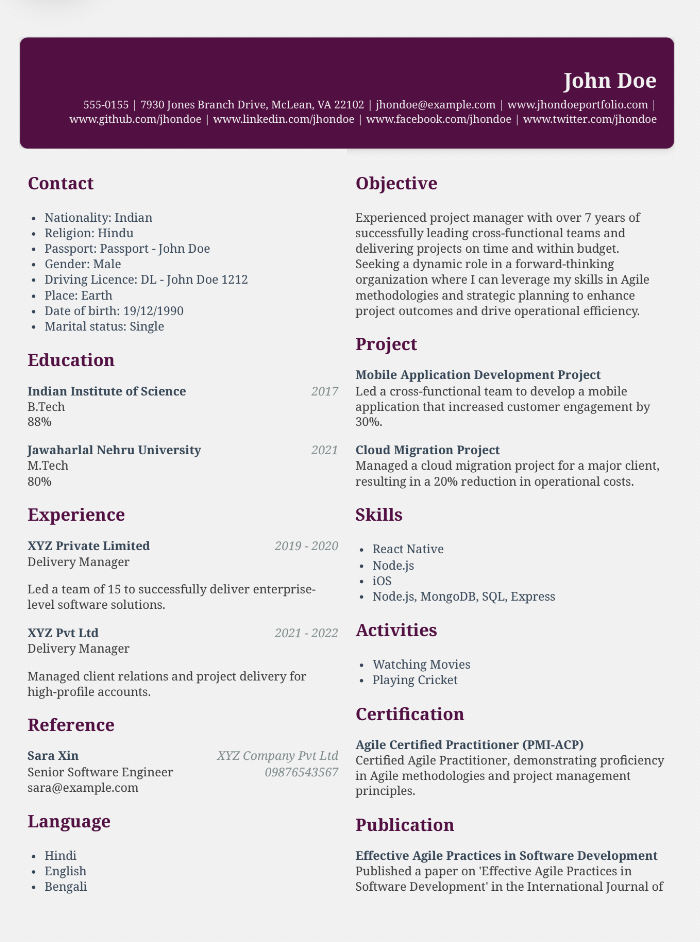 John Doe
555-0155 | 7930 Jones Branch Drive, McLean, VA 22102 | jhondoe@example.com | www.jhondoeportfolio.com |
www.github.com/jhondoe | www.linkedin.com/jhondoe | www.facebook.com/jhondoe | www.twitter.com/jhondoe
Contact
• Nationality: Indian
• Religion: Hindu
• Passport: Passport - John Doe
• Gender: Male
• Driving Licence: DL - John Doe 1212
• Place: Earth
• Date of birth: 19/12/1990
• Marital status: Single
Education
Indian Institute of Science 2017
B.Tech
88%
Jawaharlal Nehru University 2021
M.Tech
80%
Experience
XYZ Private Limited 2019 - 2020
Delivery Manager
Led a team of 15 to successfully deliver enterprise-
level software solutions.
XYZ Pvt Ltd 2021 - 2022
Delivery Manager
Managed client relations and project delivery for
high-profile accounts.
Reference
Sara Xin XYZ Company Pvt Ltd
Senior Software Engineer 09876543567
sara@example.com
Language
• Hindi
• English
• Bengali
Objective
Experienced project manager with over 7 years of
successfully leading cross-functional teams and
delivering projects on time and within budget.
Seeking a dynamic role in a forward-thinking
organization where I can leverage my skills in Agile
methodologies and strategic planning to enhance
project outcomes and drive operational efficiency.
Project
Mobile Application Development Project
Led a cross-functional team to develop a mobile
application that increased customer engagement by
30%.
Cloud Migration Project
Managed a cloud migration project for a major client,
resulting in a 20% reduction in operational costs.
Skills
• React Native
• Node.js
• iOS
• Node.js, MongoDB, SQL, Express
Activities
• Watching Movies
• Playing Cricket
Certification
Agile Certified Practitioner (PMI-ACP)
Certified Agile Practitioner, demonstrating proficiency
in Agile methodologies and project management
principles.
Publication
Effective Agile Practices in Software Development
Published a paper on 'Effective Agile Practices in
Software Development' in the International Journal of